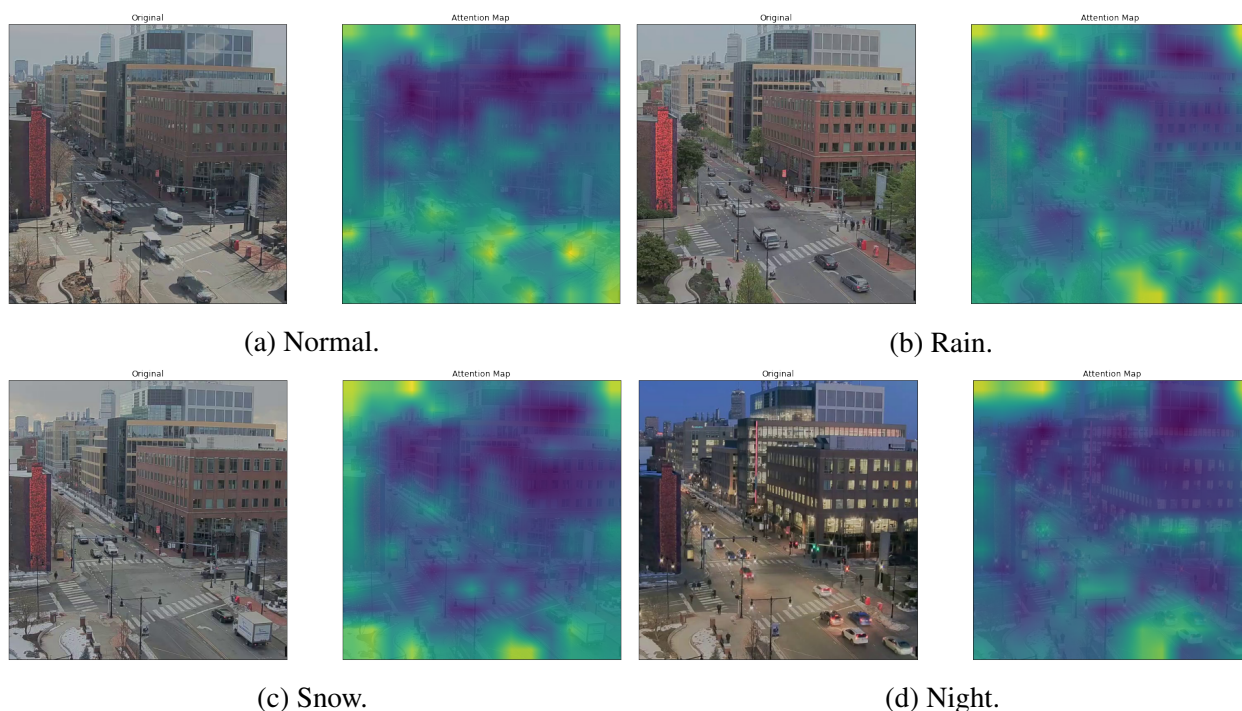 Original
Attention Map
Original
Attention Map
(a) Normal.
(b) Rain.
Original
Attention Map
Original
Attention Map
(c) Snow.
(d) Night.